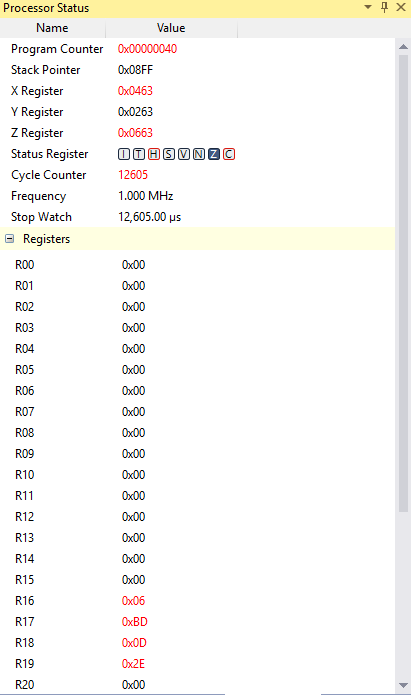 Processor Status
Name Value
Program Counter 0x00000040
Stack Pointer 0x08FF
X Register 0x0463
Y Register 0x0263
Z Register 0x0663
Status Register I T H S V N Z C
Cycle Counter 12605
Frequency 1.000 MHz
Stop Watch 12,605.00 µs
Registers
R00 0x00
R01 0x00
R02 0x00
R03 0x00
R04 0x00
R05 0x00
R06 0x00
R07 0x00
R08 0x00
R09 0x00
R10 0x00
R11 0x00
R12 0x00
R13 0x00
R14 0x00
R15 0x00
R16 0x06
R17 0xBD
R18 0x0D
R19 0x2E
R20 0x00